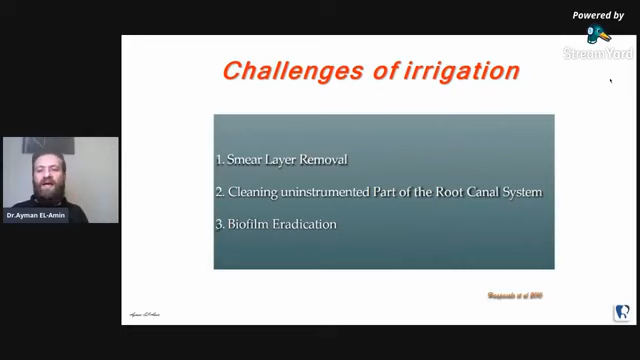 Powered by
StreamYard
Challenges of irrigation
1. Smear Layer Removal
2. Cleaning uninstrumented Part of the Root Canal System
3. Biofilm Eradication
Dr.Ayman EL-Amin